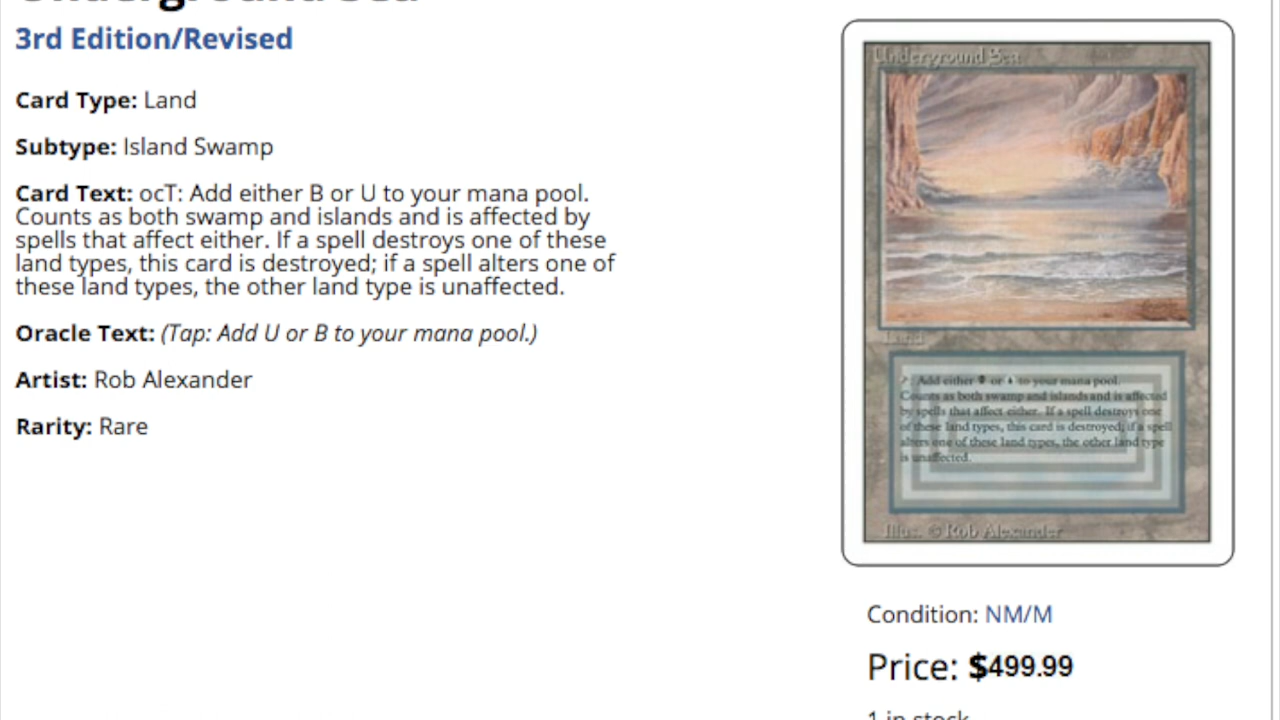 Underground Sea
3rd Edition/Revised
Card Type: Land
Subtype: Island Swamp
Card Text: ocT: Add either B or U to your mana pool.
Counts as both swamp and islands and is affected by
spells that affect either. If a spell destroys one of these
land types, this card is destroyed; if a spell alters one of
these land types, the other land type is unaffected.
Oracle Text: (Tap: Add U or B to your mana pool.)
Artist: Rob Alexander
Rarity: Rare
Underground Sea
Land
: Add either or to your mana pool.
Counts as both swamp and islands and is affected
by spells that affect either. If a spell destroys one
of these land types, this card is destroyed; if a spell
alters one of these land types, the other land type
is unaffected.
Illus. © Rob Alexander
Condition: NM/M
Price: $499.99
1 in stock